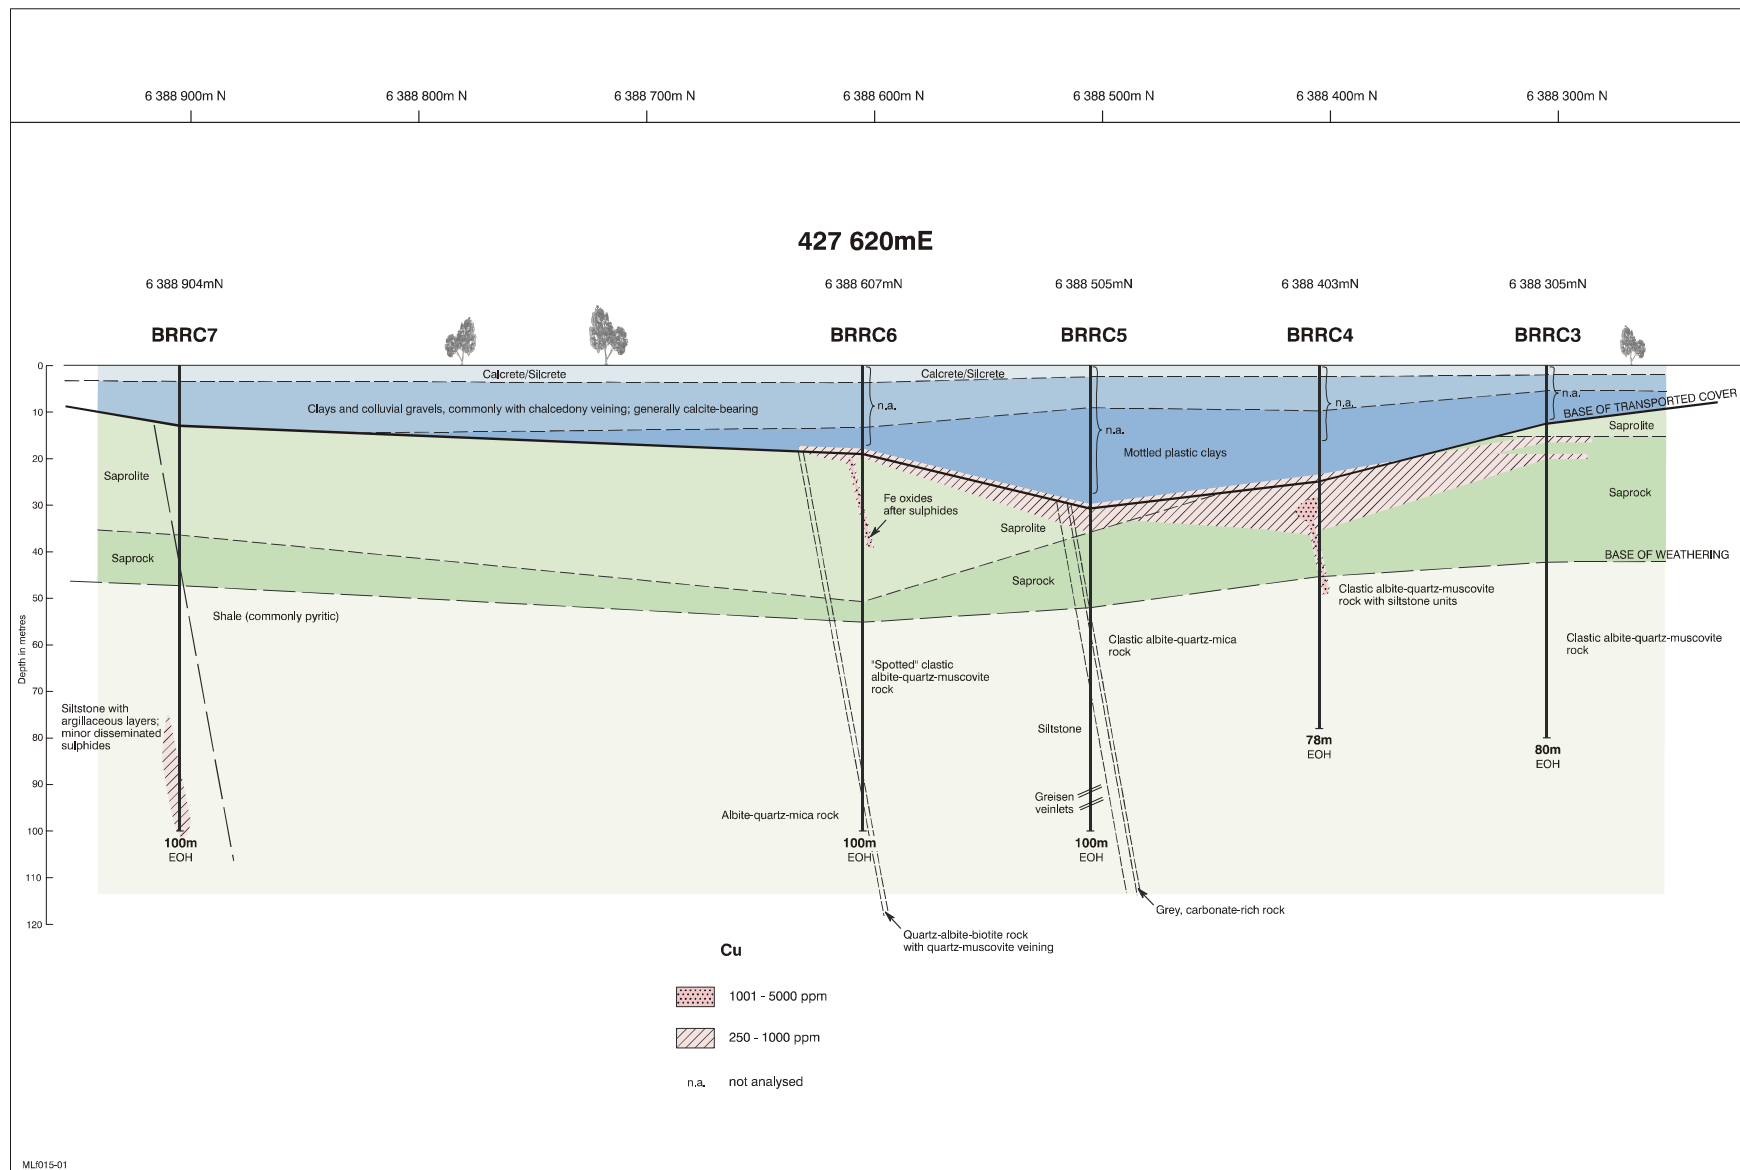 6 388 900m N
6 388 800m N
6 388 700m N
6 388 600m N
6 388 500m N
6 388 400m N
6 388 300m N
427 620mE
6 388 904mN
6 388 607mN
6 388 505mN
6 388 403mN
6 388 305mN
BRRC7
BRRC6
BRRC5
BRRC4
BRRC3
0
10
20
30
40
50
60
70
80
90
100
110
120
Depth in metres
Calcrete/Silcrete
Calcrete/Silcrete
Clays and colluvial gravels, commonly with chalcedony veining; generally calcite-bearing
n.a.
n.a.
n.a.
n.a.
BASE OF TRANSPORTED COVER
Saprolite
Mottled plastic clays
Saprolite
Fe oxides
after sulphides
Saprolite
Saprock
Saprock
Saprock
BASE OF WEATHERING
Shale (commonly pyritic)
Clastic albite-quartz-muscovite
rock with siltstone units
Clastic albite-quartz-mica
rock
Clastic albite-quartz-muscovite
rock
"Spotted" clastic
albite-quartz-muscovite
rock
Siltstone with
argillaceous layers;
minor disseminated
sulphides
Siltstone
78m
EOH
80m
EOH
Greisen
veinlets
Albite-quartz-mica rock
100m
EOH
100m
EOH
100m
EOH
Grey, carbonate-rich rock
Quartz-albite-biotite rock
with quartz-muscovite veining
Cu
1001 - 5000 ppm
250 - 1000 ppm
n.a. not analysed
MLf015-01